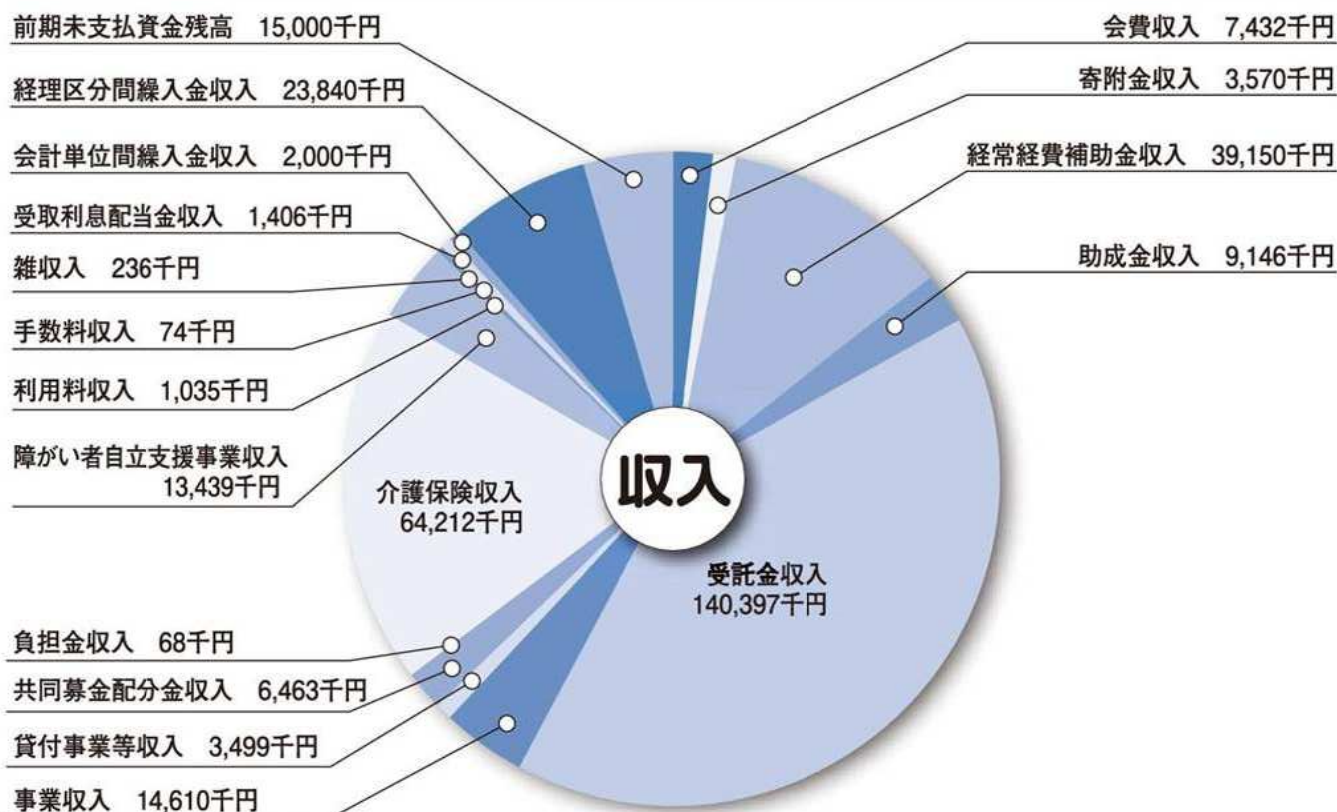 前期未支払資金残高 15,000千円
経理区分間繰入金収入 23,840千円
会計単位間繰入金収入 2,000千円
受取利息配当金収入 1,406千円
雑収入 236千円
手数料収入 74千円
利用料収入 1,035千円
障がい者自立支援事業収入
13,439千円
会費収入 7,432千円
寄附金収入 3,570千円
経常経費補助金収入 39,150千円
助成金収入 9,146千円
収入
介護保険収入
64,212千円
受託金収入
140,397千円
負担金収入 68千円
共同募金配分金収入 6,463千円
貸付事業等収入 3,499千円
事業収入 14,610千円